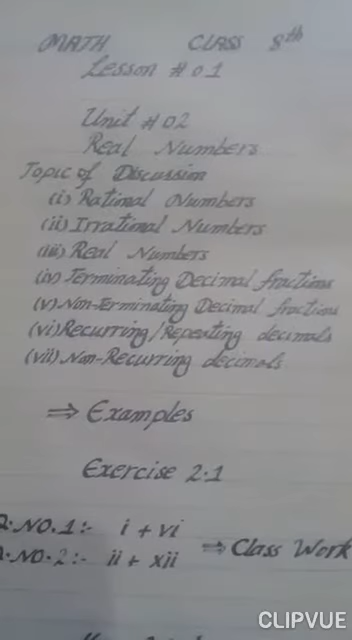 MATH CLASS 8th
Lesson # 01
Unit # 02
Real Numbers
Topic of Discussion
(i) Rational Numbers
(ii) Irrational Numbers
(iii) Real Numbers
(iv) Terminating Decimal fractions
(v) Non-Terminating Decimal fractions
(vi) Recurring/Repeating decimals
(vii) Non-Recurring decimals
⇒ Examples
Exercise 2.1
Q.NO.1:- i + vi
Q.NO.2:- ii + xii ⇒ Class Work
CLIPVUE